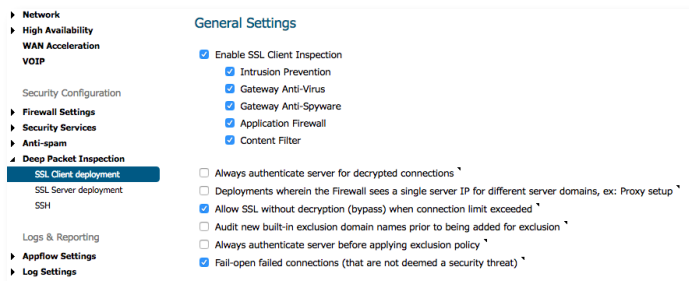 Network
High Availability
WAN Acceleration
VOIP
Security Configuration
Firewall Settings
Security Services
Anti-spam
Deep Packet Inspection
SSL Client deployment
SSL Server deployment
SSH
Logs & Reporting
Appflow Settings
Log Settings
General Settings
Enable SSL Client Inspection
Intrusion Prevention
Gateway Anti-Virus
Gateway Anti-Spyware
Application Firewall
Content Filter
Always authenticate server for decrypted connections
Deployments wherein the Firewall sees a single server IP for different server domains, ex: Proxy setup
Allow SSL without decryption (bypass) when connection limit exceeded
Audit new built-in exclusion domain names prior to being added for exclusion
Always authenticate server before applying exclusion policy
Fail-open failed connections (that are not deemed a security threat)